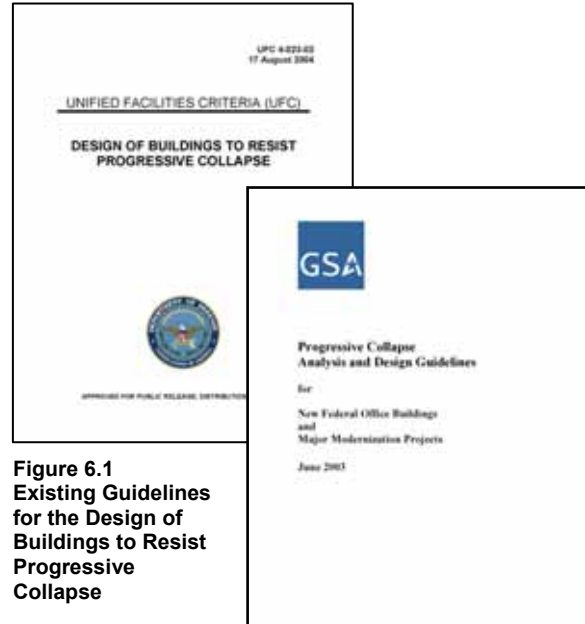 UFC 4-023-03
17 August 2004
UNIFIED FACILITIES CRITERIA (UFC)
DESIGN OF BUILDINGS TO RESIST
PROGRESSIVE COLLAPSE
APPROVED FOR PUBLIC RELEASE; DISTRIBUTION
GSA
Progressive Collapse
Analysis and Design Guidelines
for
New Federal Office Buildings
and
Major Modernization Projects
June 2003
Figure 6.1
Existing Guidelines
for the Design of
Buildings to Resist
Progressive
Collapse